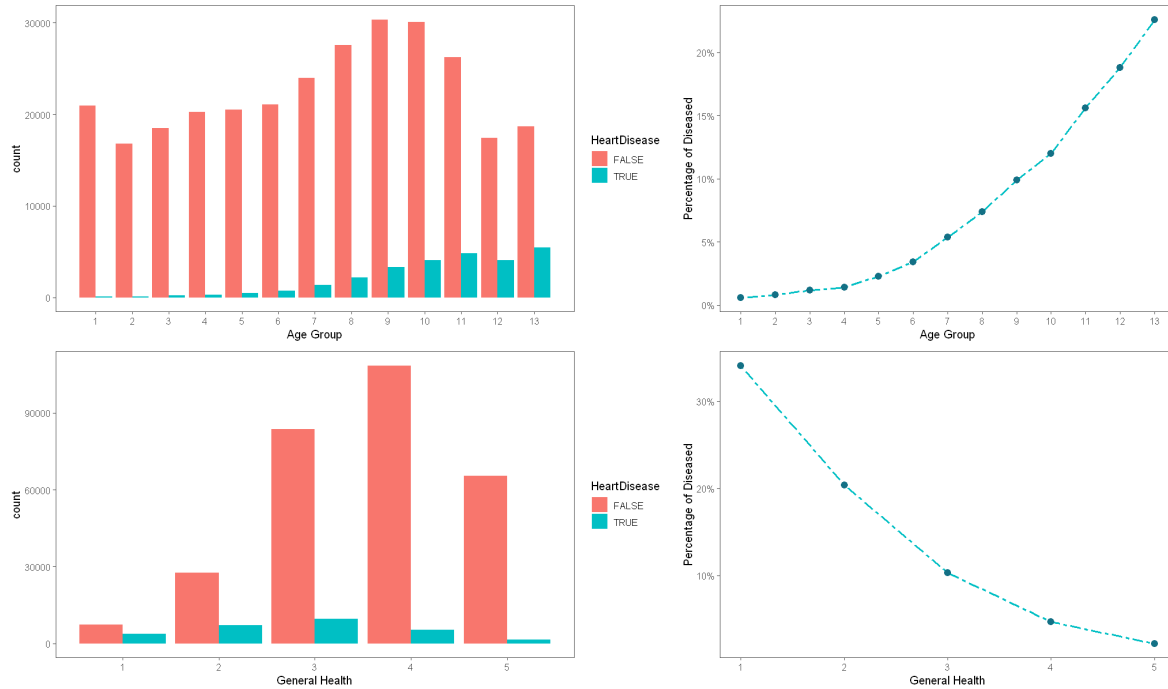 30000
20000
10000
0
count
1 2 3 4 5 6 7 8 9 10 11 12 13
Age Group
HeartDisease
FALSE
TRUE
20%
15%
10%
5%
0%
Percentage of Diseased
1 2 3 4 5 6 7 8 9 10 11 12 13
Age Group
90000
60000
30000
0
count
1 2 3 4 5
General Health
HeartDisease
FALSE
TRUE
30%
20%
10%
Percentage of Diseased
1 2 3 4 5
General Health